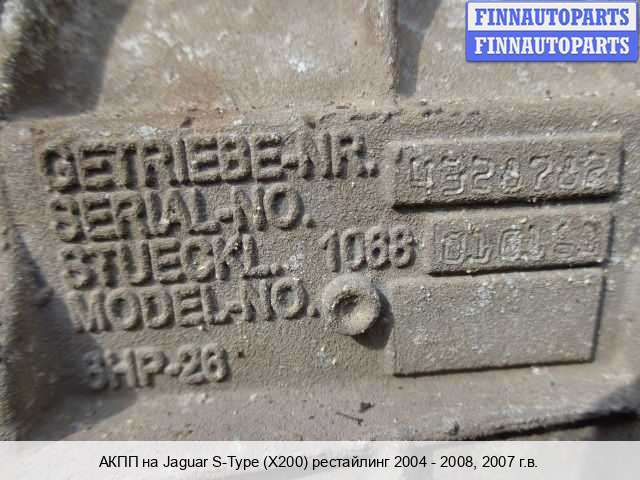 FINNAUTOPARTS
FINNAUTOPARTS
GETRIEBE-NR.
SERIAL-NO.
STUECKL. 1068
MODEL-NO.
6HP-26
АКПП на Jaguar S-Type (X200) рестайлинг 2004 - 2008, 2007 г.в.